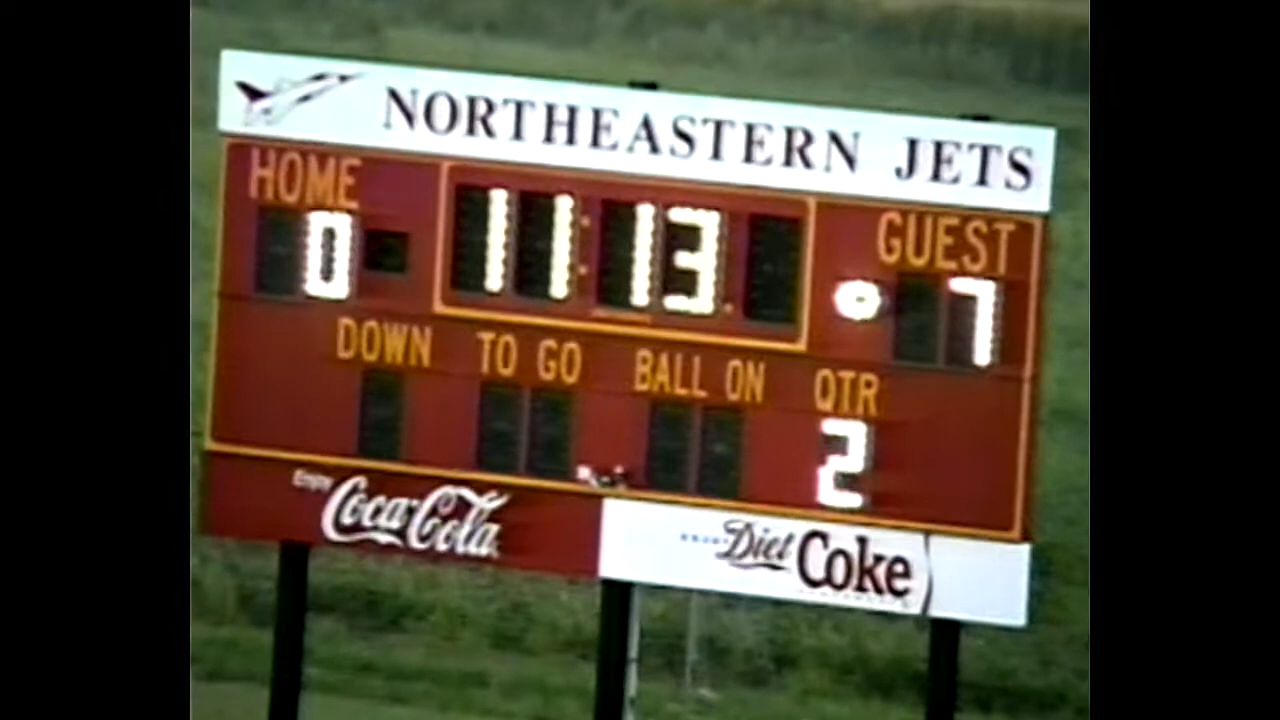 NORTHEASTERN JETS
HOME
11:13
GUEST
0
7
DOWN TO GO BALL ON QTR
2
Enjoy Coca-Cola
Diet Coke